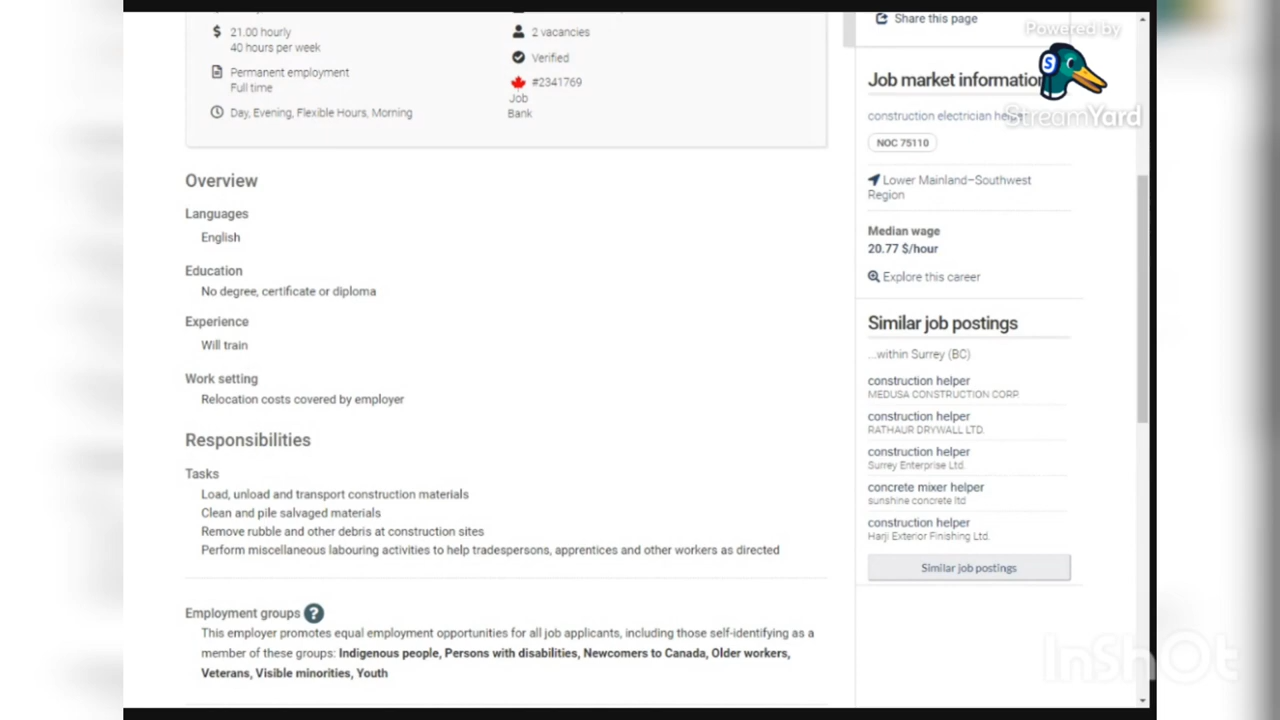 21.00 hourly
40 hours per week
Permanent employment
Full time
Day, Evening, Flexible Hours, Morning
2 vacancies
Verified
#2341769
Job
Bank
Overview
Languages
English
Education
No degree, certificate or diploma
Experience
Will train
Work setting
Relocation costs covered by employer
Responsibilities
Tasks
Load, unload and transport construction materials
Clean and pile salvaged materials
Remove rubble and other debris at construction sites
Perform miscellaneous labouring activities to help tradespersons, apprentices and other workers as directed
Employment groups ?
This employer promotes equal employment opportunities for all job applicants, including those self-identifying as a
member of these groups: Indigenous people, Persons with disabilities, Newcomers to Canada, Older workers,
Veterans, Visible minorities, Youth
Share this page
Powered by
S
StreamYard
Job market information
construction electrician helper
NOC 75110
Lower Mainland–Southwest
Region
Median wage
20.77 $/hour
Explore this career
Similar job postings
...within Surrey (BC)
construction helper
MEDUSA CONSTRUCTION CORP.
construction helper
RATHAUR DRYWALL LTD.
construction helper
Surrey Enterprise Ltd.
concrete mixer helper
sunshine concrete ltd
construction helper
Harji Exterior Finishing Ltd.
Similar job postings
InShOt